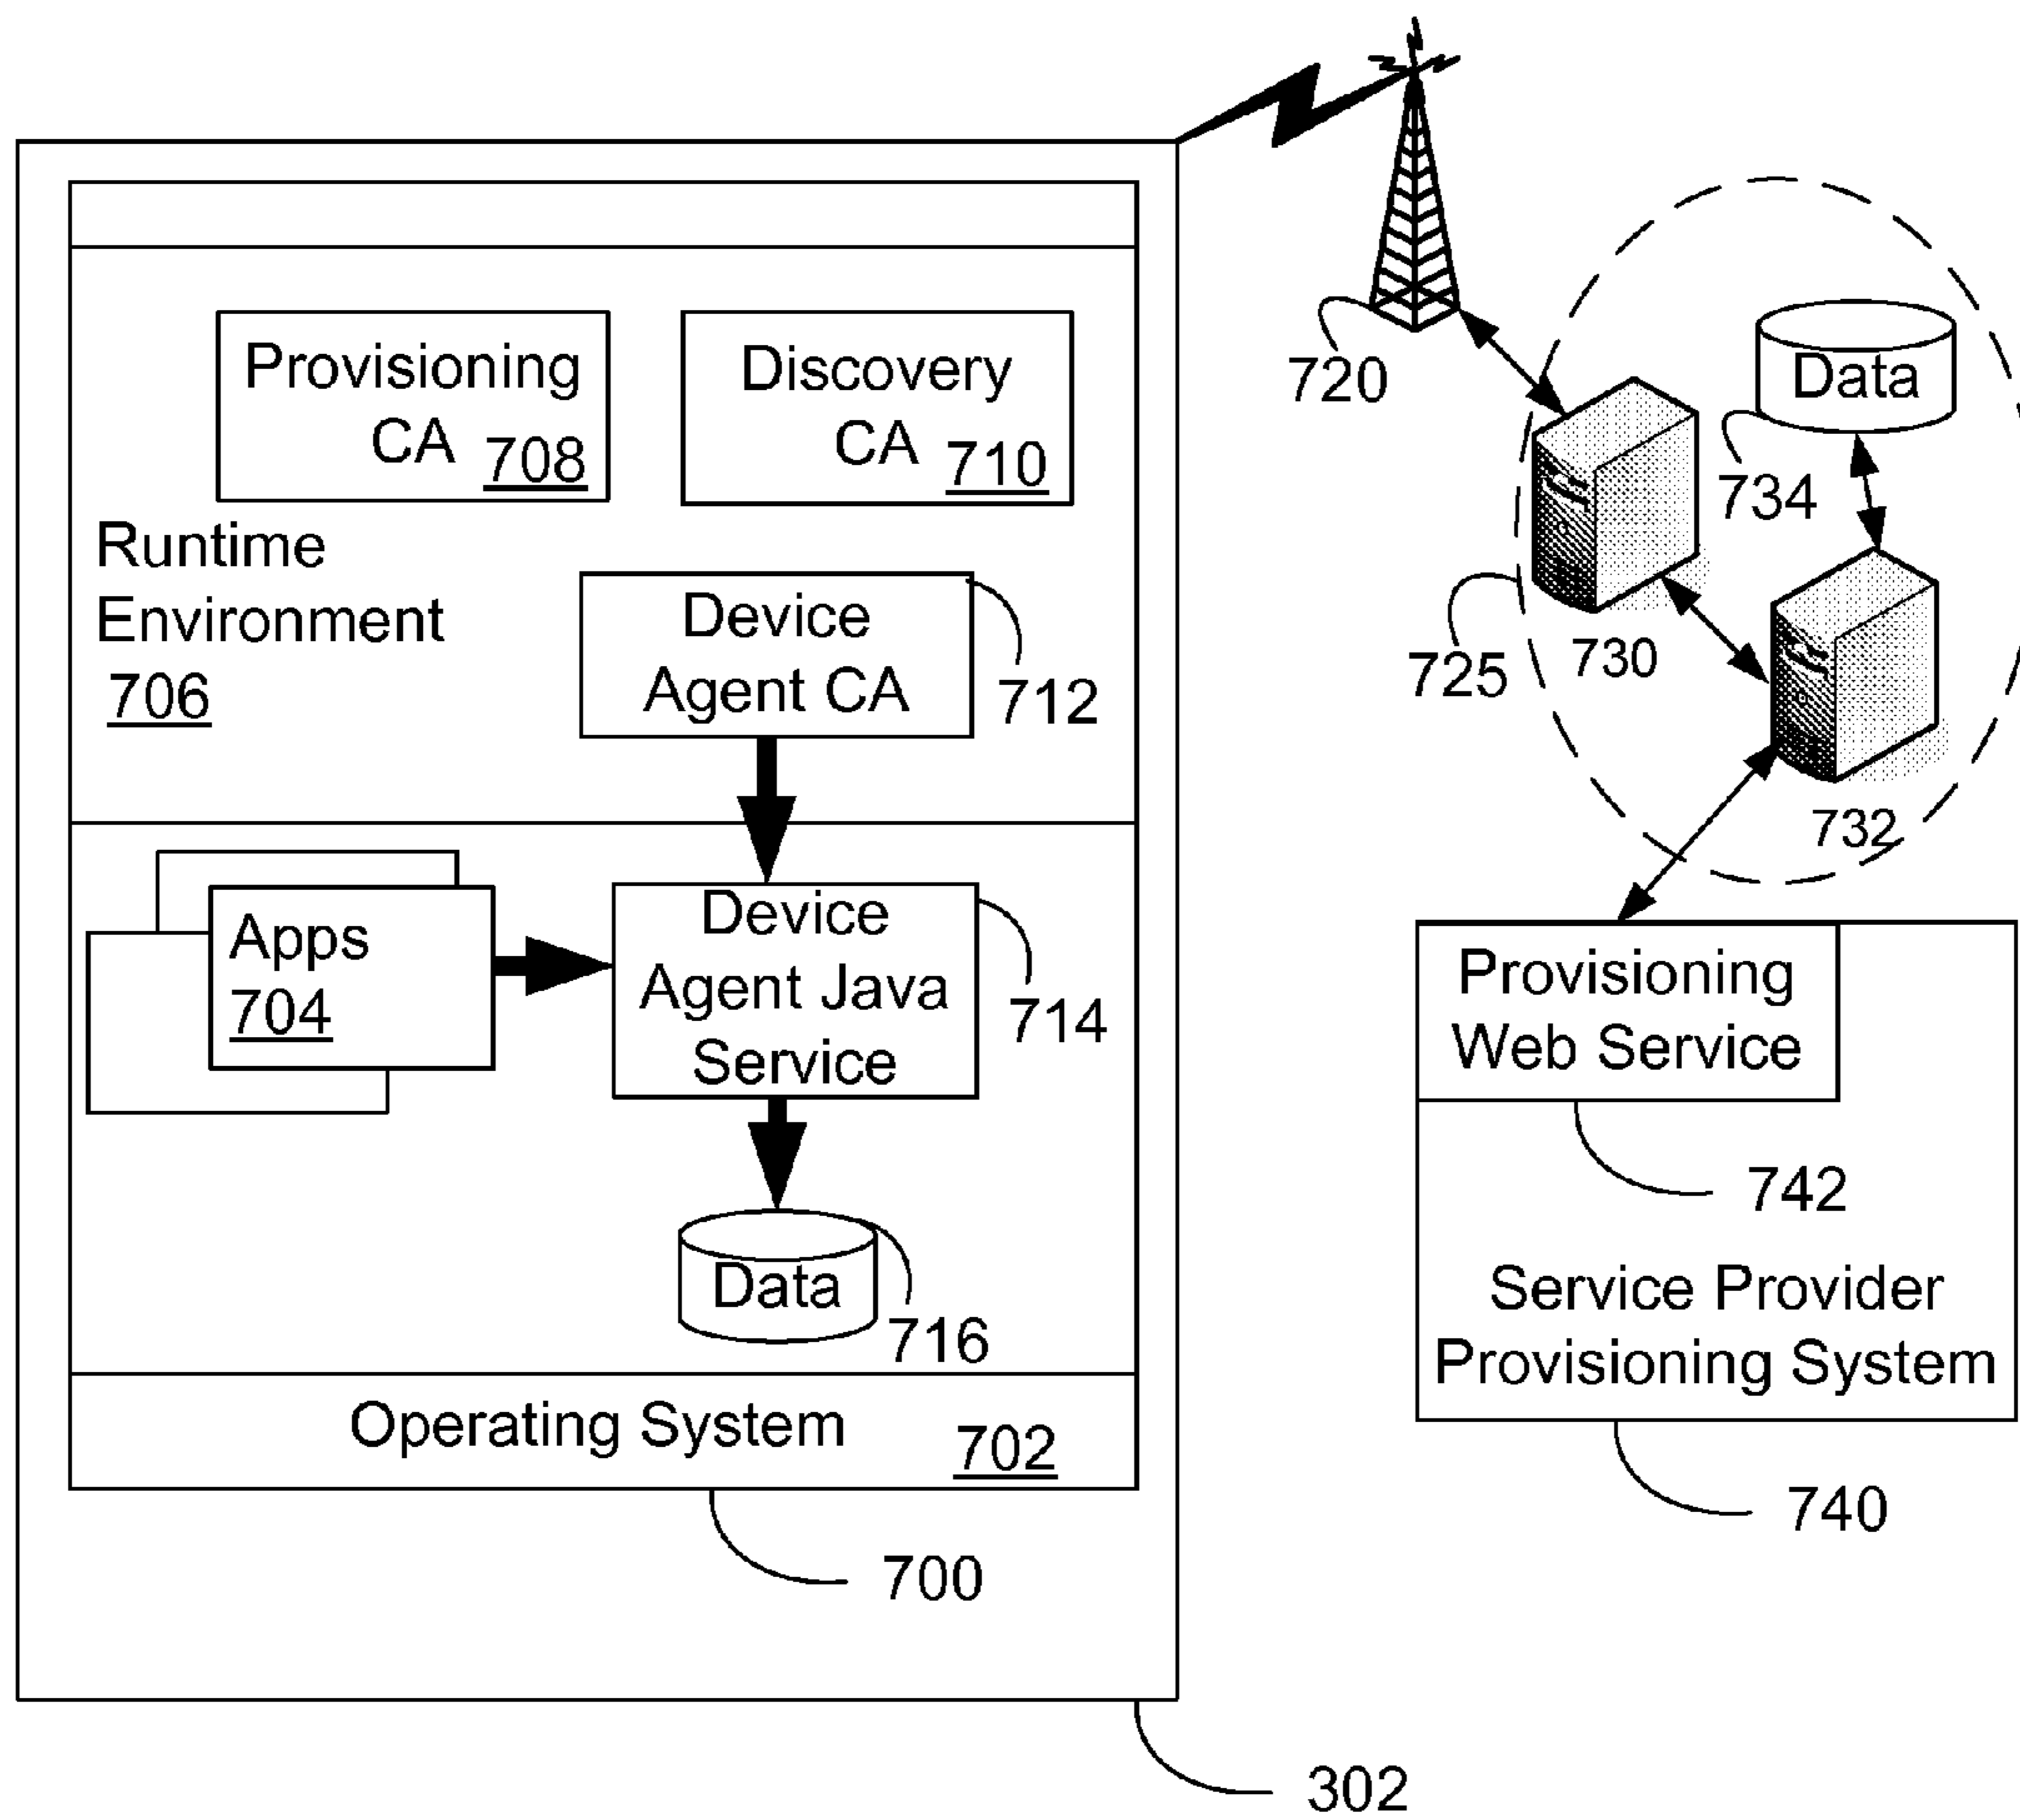 Provisioning
CA 708
Discovery
CA 710
Runtime
Environment
706
Device
Agent CA
712
Apps
704
Device
Agent Java
Service
714
Data
716
Operating System 702
700
302
720
Data
734
725
730
732
Provisioning
Web Service
742
Service Provider
Provisioning System
740